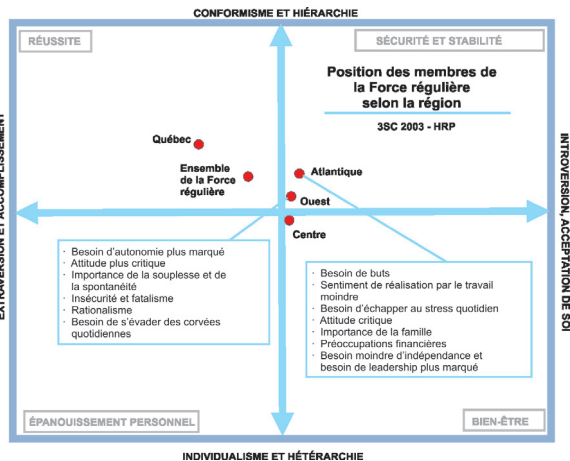 CONFORMISME ET HIÉRARCHIE
RÉUSSITE
SÉCURITÉ ET STABILITÉ
Position des membres de
la Force régulière
selon la région
3SC 2003 - HRP
EXTRAVERSION ET ACCOMPLISSEMENT
INTROVERSION, ACCEPTATION DE SOI
Québec
Ensemble
de la Force
régulière
Atlantique
Ouest
Centre
· Besoin d'autonomie plus marqué
· Attitude plus critique
· Importance de la souplesse et de
la spontanéité
· Insécurité et fatalisme
· Rationalisme
· Besoin de s'évader des corvées
quotidiennes
· Besoin de buts
· Sentiment de réalisation par le travail
moindre
· Besoin d'échapper au stress quotidien
· Attitude critique
· Importance de la famille
· Préoccupations financières
· Besoin moindre d'indépendance et
besoin de leadership plus marqué
ÉPANOUISSEMENT PERSONNEL
BIEN-ÊTRE
INDIVIDUALISME ET HÉTÉRARCHIE